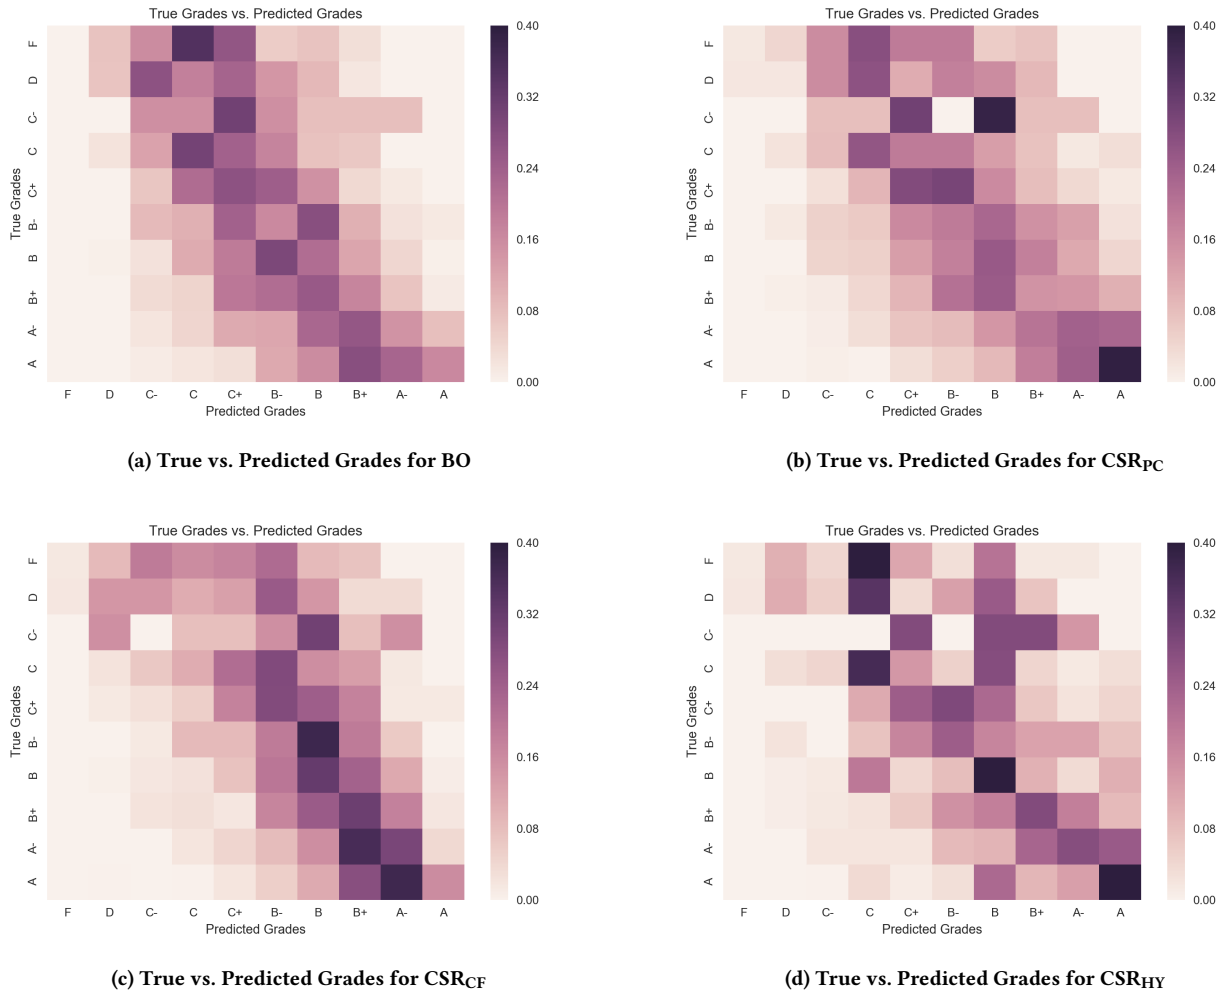 True Grades vs. Predicted Grades
True Grades
F
D
C-
C
C+
B-
B
B+
A-
A
F D C- C C+ B- B B+ A- A
Predicted Grades
0.40
0.32
0.24
0.16
0.08
0.00
(a) True vs. Predicted Grades for BO
True Grades vs. Predicted Grades
True Grades
F
D
C-
C
C+
B-
B
B+
A-
A
F D C- C C+ B- B B+ A- A
Predicted Grades
0.40
0.32
0.24
0.16
0.08
0.00
(b) True vs. Predicted Grades for CSRPC
True Grades vs. Predicted Grades
True Grades
F
D
C-
C
C+
B-
B
B+
A-
A
F D C- C C+ B- B B+ A- A
Predicted Grades
0.40
0.32
0.24
0.16
0.08
0.00
(c) True vs. Predicted Grades for CSRCF
True Grades vs. Predicted Grades
True Grades
F
D
C-
C
C+
B-
B
B+
A-
A
F D C- C C+ B- B B+ A- A
Predicted Grades
0.40
0.32
0.24
0.16
0.08
0.00
(d) True vs. Predicted Grades for CSRHY